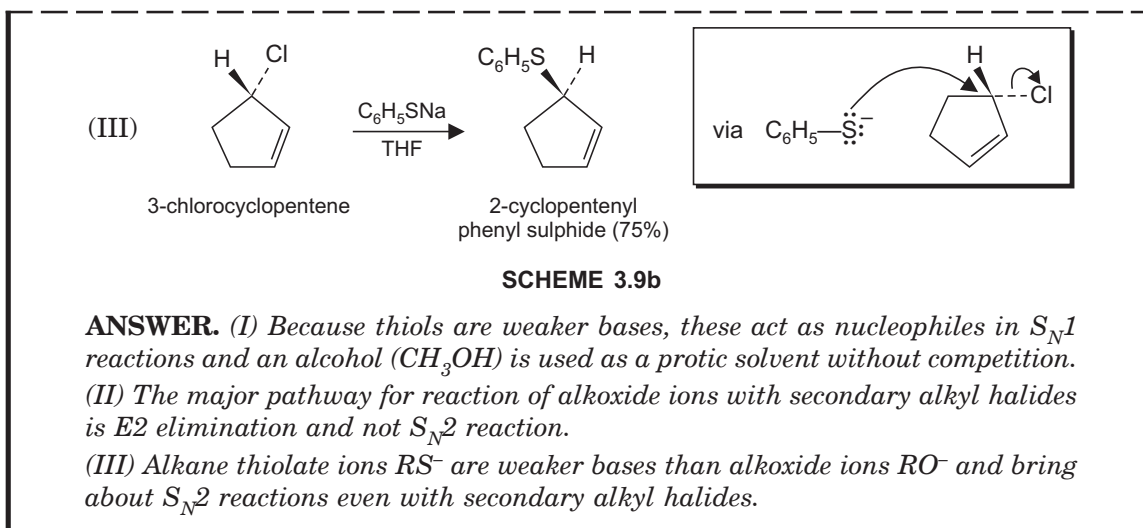 H Cl C₆H₅S H H
(III) C₆H₅SNa Cl
THF via C₆H₅—S:⁻
3-chlorocyclopentene 2-cyclopentenyl
phenyl sulphide (75%)
SCHEME 3.9b
ANSWER. (I) Because thiols are weaker bases, these act as nucleophiles in S_N1
reactions and an alcohol (CH₃OH) is used as a protic solvent without competition.
(II) The major pathway for reaction of alkoxide ions with secondary alkyl halides
is E2 elimination and not S_N2 reaction.
(III) Alkane thiolate ions RS⁻ are weaker bases than alkoxide ions RO⁻ and bring
about S_N2 reactions even with secondary alkyl halides.